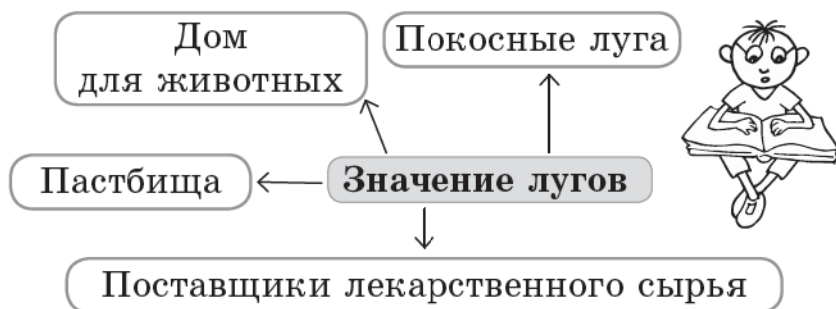 Дом
для животных
Покосные луга
Пастбища
Значение лугов
Поставщики лекарственного сырья